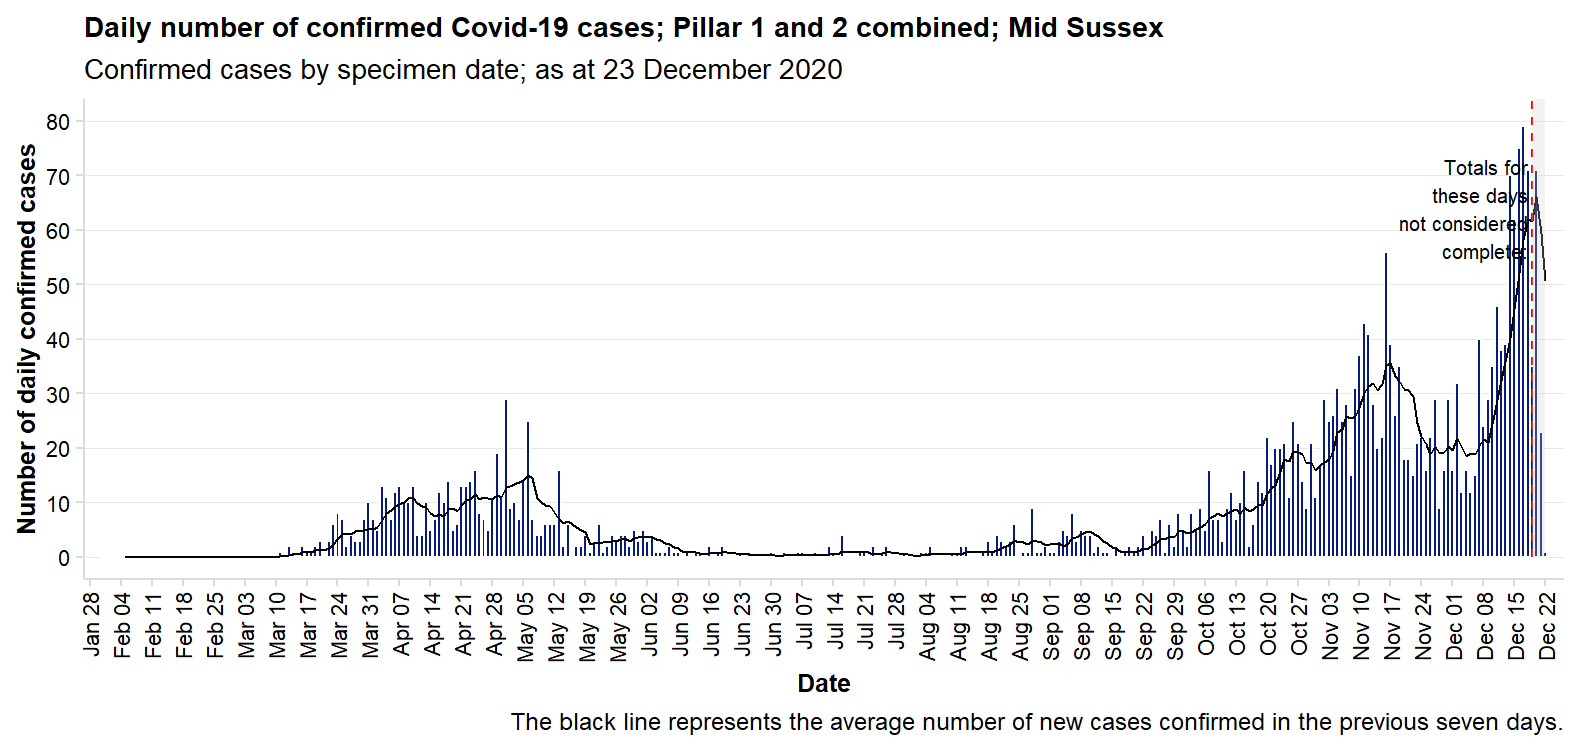 Daily number of confirmed Covid-19 cases; Pillar 1 and 2 combined; Mid Sussex
Confirmed cases by specimen date; as at 23 December 2020
Number of daily confirmed cases
80
70
60
50
40
30
20
10
0
Totals for
these days
not considered
complete.
Jan 28
Feb 04
Feb 11
Feb 18
Feb 25
Mar 03
Mar 10
Mar 17
Mar 24
Mar 31
Apr 07
Apr 14
Apr 21
Apr 28
May 05
May 12
May 19
May 26
Jun 02
Jun 09
Jun 16
Jun 23
Jun 30
Jul 07
Jul 14
Jul 21
Jul 28
Aug 04
Aug 11
Aug 18
Aug 25
Sep 01
Sep 08
Sep 15
Sep 22
Sep 29
Oct 06
Oct 13
Oct 20
Oct 27
Nov 03
Nov 10
Nov 17
Nov 24
Dec 01
Dec 08
Dec 15
Dec 22
Date
The black line represents the average number of new cases confirmed in the previous seven days.